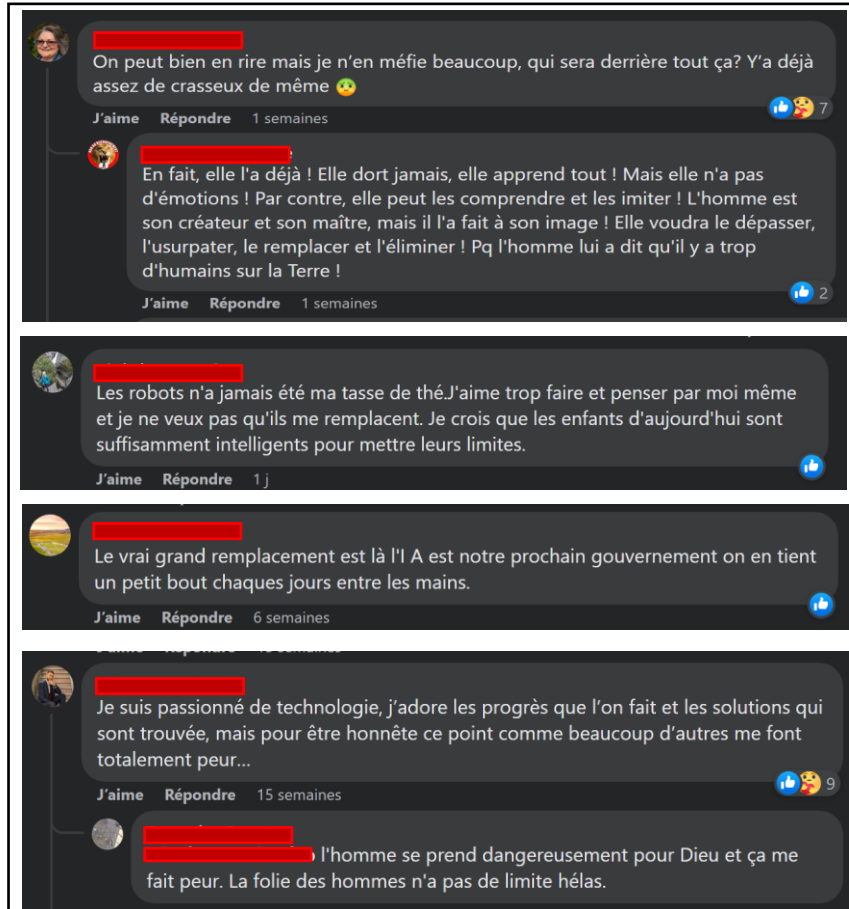 On peut bien en rire mais je n'en méfie beaucoup, qui sera derrière tout ça? Y'a déjà
assez de crasseux de même 🤢
7
J'aime Répondre 1 semaines
En fait, elle l'a déjà ! Elle dort jamais, elle apprend tout ! Mais elle n'a pas
d'émotions ! Par contre, elle peut les comprendre et les imiter ! L'homme est
son créateur et son maître, mais il l'a fait à son image ! Elle voudra le dépasser,
l'usurpater, le remplacer et l'éliminer ! Pq l'homme lui a dit qu'il y a trop
d'humains sur la Terre !
2
J'aime Répondre 1 semaines
Les robots n'a jamais été ma tasse de thé.J'aime trop faire et penser par moi même
et je ne veux pas qu'ils me remplacent. Je crois que les enfants d'aujourd'hui sont
suffisamment intelligents pour mettre leurs limites.
J'aime Répondre 1 j
Le vrai grand remplacement est là l'I A est notre prochain gouvernement on en tient
un petit bout chaques jours entre les mains.
J'aime Répondre 6 semaines
Je suis passionné de technologie, j'adore les progrès que l'on fait et les solutions qui
sont trouvée, mais pour être honnête ce point comme beaucoup d'autres me font
totalement peur...
9
J'aime Répondre 15 semaines
l'homme se prend dangereusement pour Dieu et ça me
fait peur. La folie des hommes n'a pas de limite hélas.